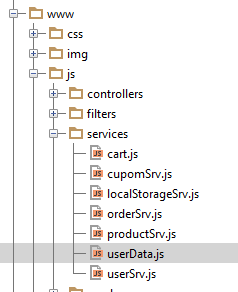 www
css
img
js
controllers
filters
services
cart.js
cupomSrv.js
localStorageSrv.js
orderSrv.js
productSrv.js
userData.js
userSrv.js